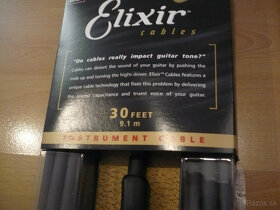 Elixir
cables
"Do cables really impact guitar tone?"
Cables can distort the sound of your guitar by pushing the
mids up and turning the highs down. Elixir Cables features a
unique cable technology that fixes this problem by delivering
the capacitance and truest voice of your guitar.
30 FEET
9.1 m
INSTRUMENT CABLE
bazos.sk